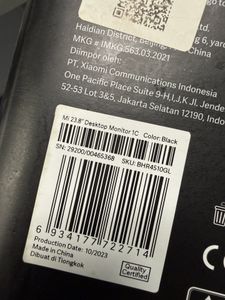 Haidian District, Beijing
MKG # IMKG.563.03.2021
Diimpor oleh:
PT. Xiaomi Communications Indonesia
One Pacific Place Suite 9-H.I.J.K Jl. Jende
52-53 Lot 3&5, Jakarta Selatan 12190, Indo
Mi 23.8" Desktop Monitor 1C Color: Black
SN: 29200/00465368 SKU: BHR4510GL
6 934177 722714
Production Date: 10/2023
Made in China
Dibuat di Tiongkok
Quality
Certified